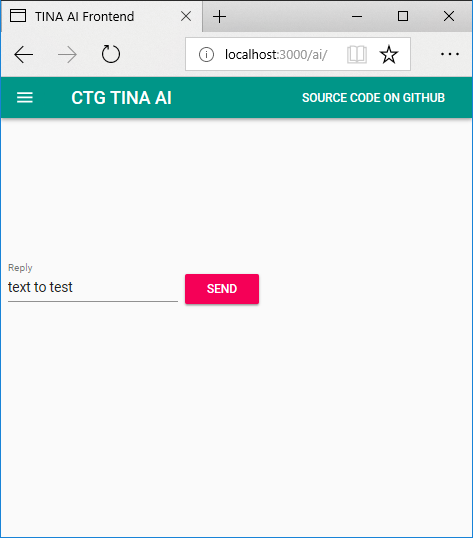 TINA AI Frontend
localhost:3000/ai/
CTG TINA AI
SOURCE CODE ON GITHUB
Reply
text to test
SEND